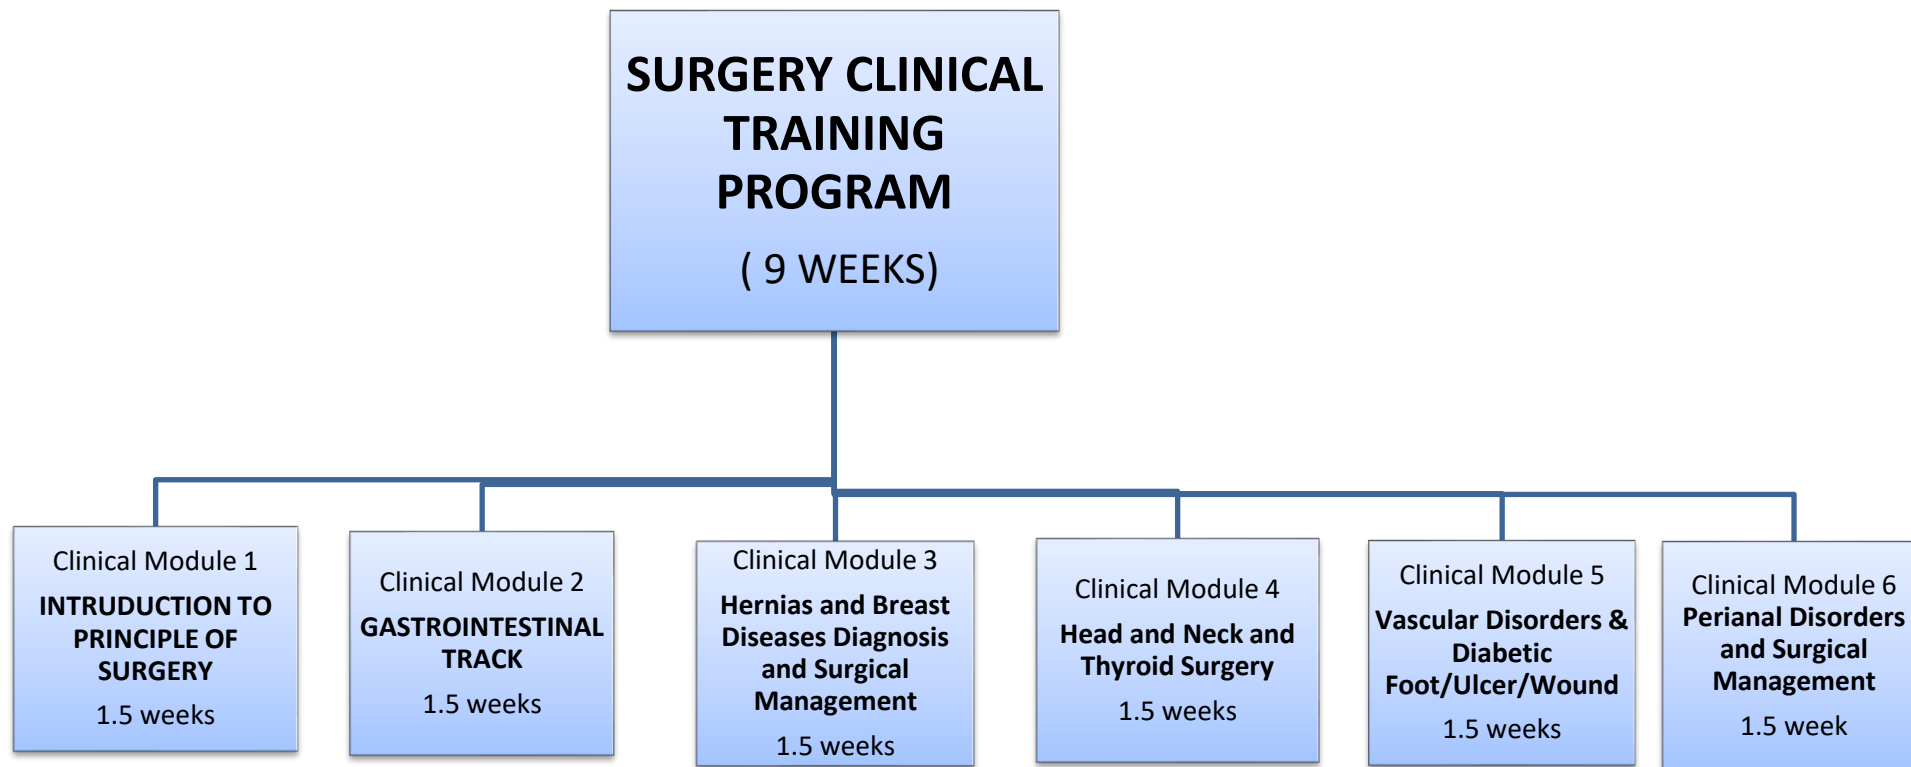 SURGERY CLINICAL
TRAINING
PROGRAM
( 9 WEEKS)
Clinical Module 1
INTRUDUCTION TO
PRINCIPLE OF
SURGERY
1.5 weeks
Clinical Module 2
GASTROINTESTINAL
TRACK
1.5 weeks
Clinical Module 3
Hernias and Breast
Diseases Diagnosis
and Surgical
Management
1.5 weeks
Clinical Module 4
Head and Neck and
Thyroid Surgery
1.5 weeks
Clinical Module 5
Vascular Disorders &
Diabetic
Foot/Ulcer/Wound
1.5 weeks
Clinical Module 6
Perianal Disorders
and Surgical
Management
1.5 week